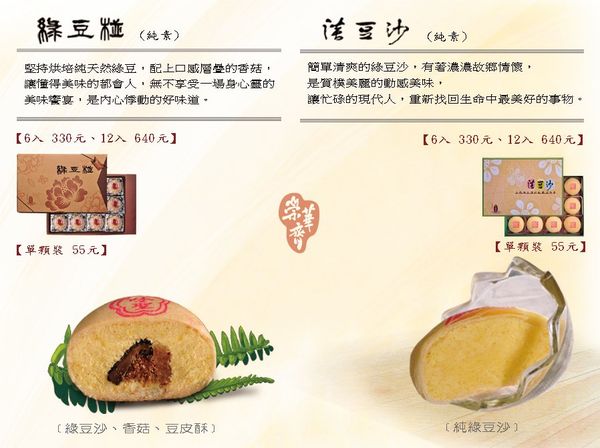 綠豆椪（純素）
堅持烘培純天然綠豆，配上口感層疊的香菇，
讓懂得美味的都會人，無不享受一場身心靈的
美味饗宴，是內心悸動的好味道。
【6入 330元、12入 640元】
綠豆椪
【單顆裝 55元】
〔綠豆沙、香菇、豆皮酥〕
榮華齊
豆沙（純素）
簡單清爽的綠豆沙，有著濃濃故鄉情懷，
是質樸美麗的動感美味，
讓忙碌的現代人，重新找回生命中最美好的事物。
【6入 330元、12入 640元】
豆沙
【單顆裝 55元】
〔純綠豆沙〕